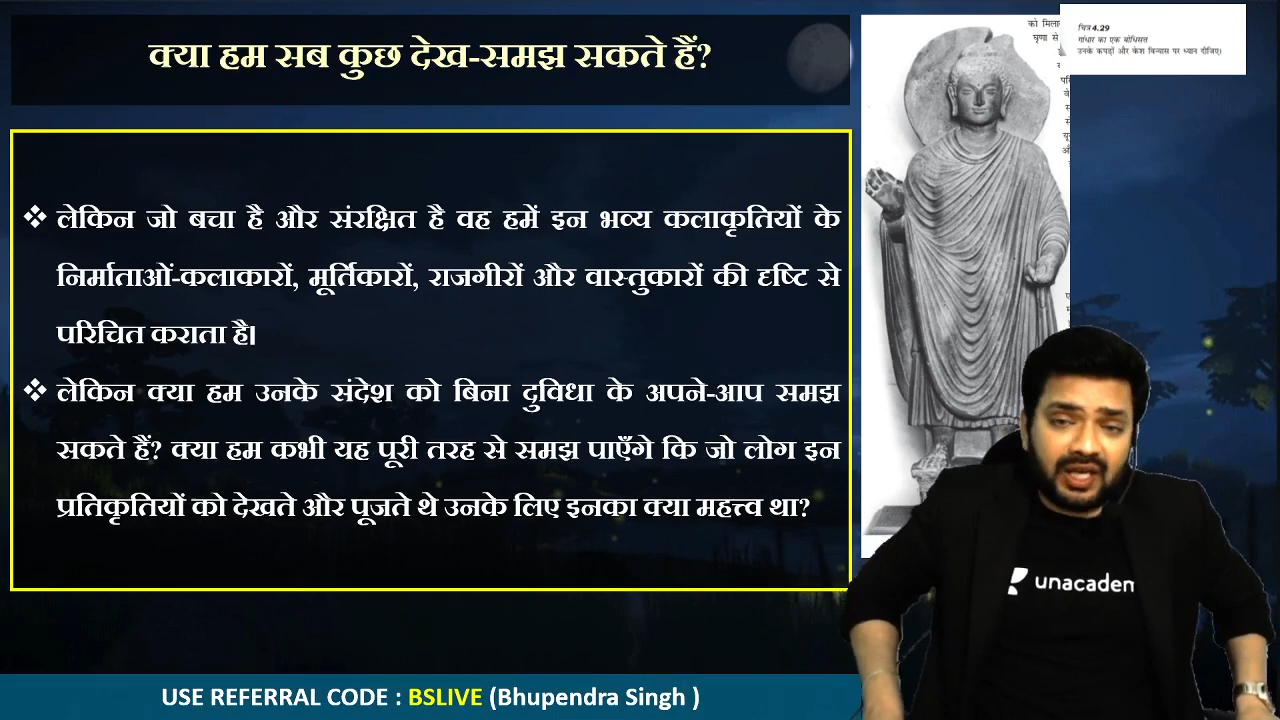 क्या हम सब कुछ देख-समझ सकते हैं?
❖ लेकिन जो बचा है और संरक्षित है वह हमें इन भव्य कलाकृतियों के
निर्माताओं-कलाकारों, मूर्तिकारों, राजगीरों और वास्तुकारों की दृष्टि से
परिचित कराता है।
❖ लेकिन क्या हम उनके संदेश को बिना दुविधा के अपने-आप समझ
सकते हैं? क्या हम कभी यह पूरी तरह से समझ पाएँगे कि जो लोग इन
प्रतिकृतियों को देखते और पूजते थे उनके लिए इनका क्या महत्त्व था?
को मिला
घृणा से
चित्र 4.29
गांधार का एक बोधिसत्त
उनके कपड़ों और केश विन्यास पर ध्यान दीजिए।
unacadem
USE REFERRAL CODE : BSLIVE (Bhupendra Singh )